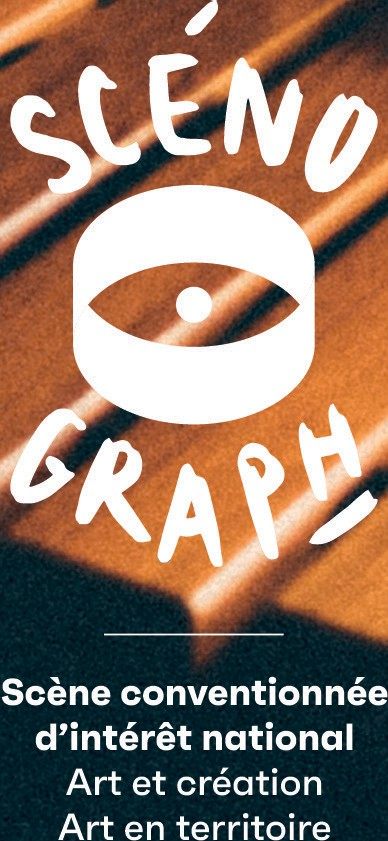 SCÉNO
GRAPH
Scène conventionnée
d’intérêt national
Art et création
Art en territoire